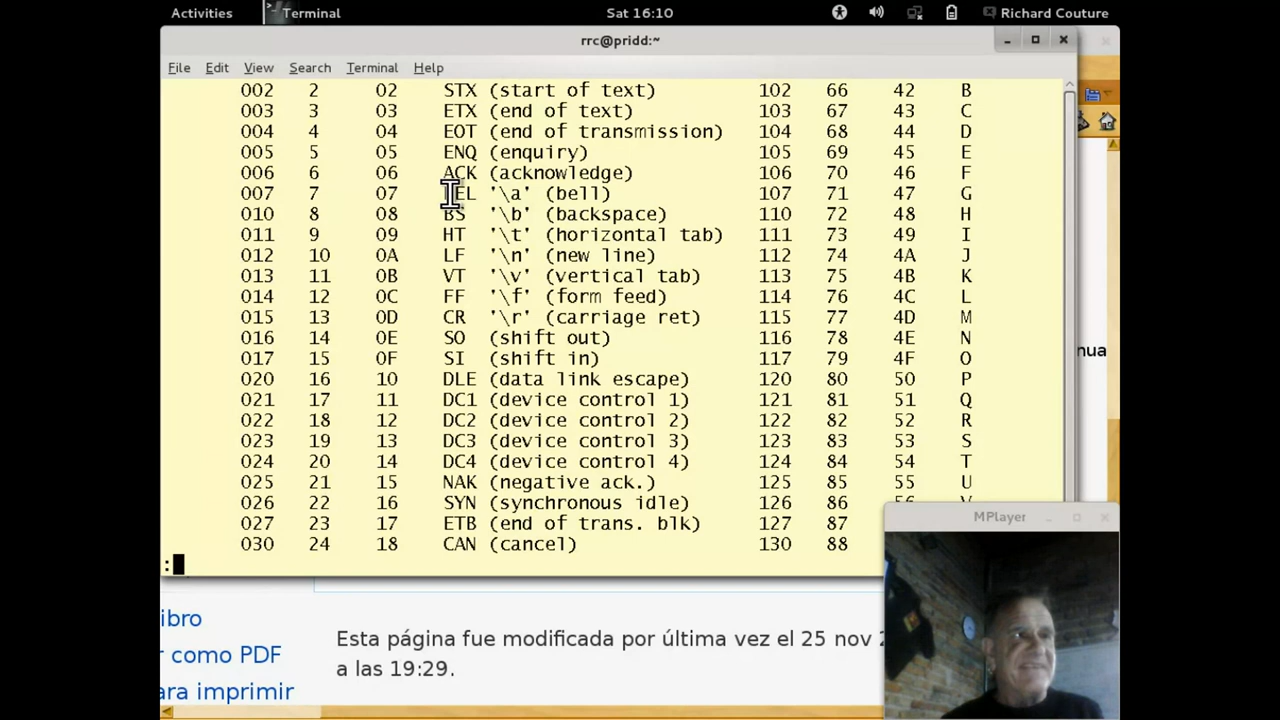 Activities Terminal Sat 16:10 Richard Couture
rrc@pridd:~
File Edit View Search Terminal Help
002 2 02 STX (start of text) 102 66 42 B
003 3 03 ETX (end of text) 103 67 43 C
004 4 04 EOT (end of transmission) 104 68 44 D
005 5 05 ENQ (enquiry) 105 69 45 E
006 6 06 ACK (acknowledge) 106 70 46 F
007 7 07 BEL '\a' (bell) 107 71 47 G
010 8 08 BS '\b' (backspace) 110 72 48 H
011 9 09 HT '\t' (horizontal tab) 111 73 49 I
012 10 0A LF '\n' (new line) 112 74 4A J
013 11 0B VT '\v' (vertical tab) 113 75 4B K
014 12 0C FF '\f' (form feed) 114 76 4C L
015 13 0D CR '\r' (carriage ret) 115 77 4D M
016 14 0E SO (shift out) 116 78 4E N
017 15 0F SI (shift in) 117 79 4F O
020 16 10 DLE (data link escape) 120 80 50 P
021 17 11 DC1 (device control 1) 121 81 51 Q
022 18 12 DC2 (device control 2) 122 82 52 R
023 19 13 DC3 (device control 3) 123 83 53 S
024 20 14 DC4 (device control 4) 124 84 54 T
025 21 15 NAK (negative ack.) 125 85 55 U
026 22 16 SYN (synchronous idle) 126 86 56 V
027 23 17 ETB (end of trans. blk) 127 87
030 24 18 CAN (cancel) 130 88
:
nua
MPlayer
ibro
r como PDF
ara imprimir
Esta página fue modificada por última vez el 25 nov 2
a las 19:29.